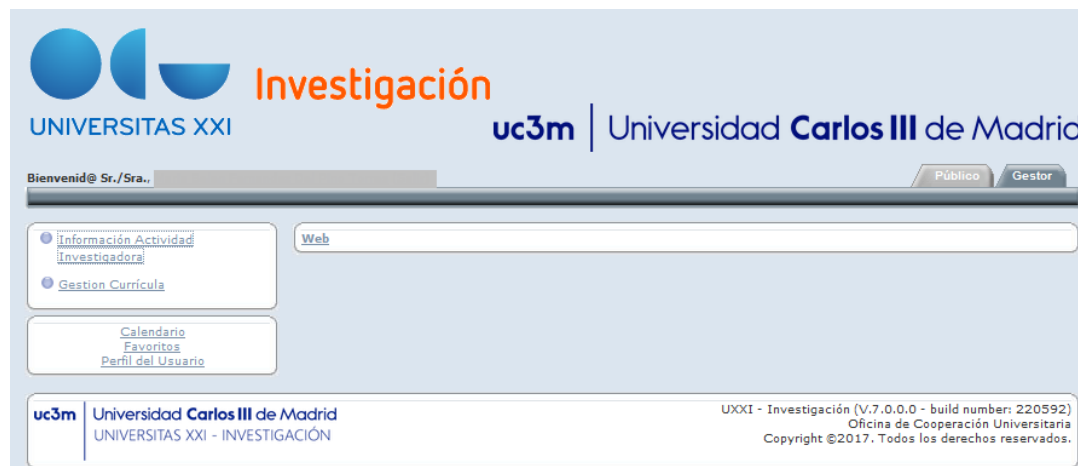 Investigación
UNIVERSITAS XXI
uc3m | Universidad Carlos III de Madrid
Bienvenid@ Sr./Sra.,
Público
Gestor
Información Actividad
Investigadora
Gestion Currícula
Web
Calendario
Favoritos
Perfil del Usuario
uc3m | Universidad Carlos III de Madrid
UNIVERSITAS XXI - INVESTIGACIÓN
UXXI - Investigación (V.7.0.0.0 - build number: 220592)
Oficina de Cooperación Universitaria
Copyright ©2017. Todos los derechos reservados.